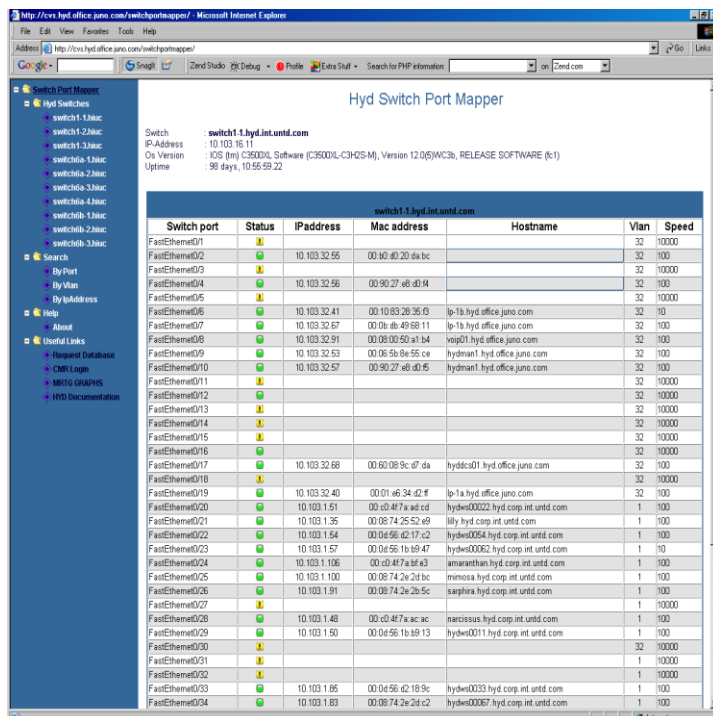 http://cvs.hyd.office.juno.com/switchportmapper/ - Microsoft Internet Explorer
File Edit View Favorites Tools Help
Address http://cvs.hyd.office.juno.com/switchportmapper/ Go Links
Google SnagIt Zend Studio Debug Profile Extra Stuff Search for PHP information: on Zend.com
Switch Port Mapper
Hyd Switches
switch1-1.hiuc
switch1-2.hiuc
switch1-3.hiuc
switch6a-1.hiuc
switch6a-2.hiuc
switch6a-3.hiuc
switch6a-4.hiuc
switch6b-1.hiuc
switch6b-2.hiuc
switch6b-3.hiuc
Search
By Port
By Vlan
By IpAddress
Help
About
Useful Links
Request Database
CMR Login
MRTG GRAPHS
HYD Documentation
Hyd Switch Port Mapper
Switch : switch1-1.hyd.int.untd.com
IP-Address : 10.103.16.11
Os Version : IOS (tm) C3500XL Software (C3500XL-C3H2S-M), Version 12.0(5)WC3b, RELEASE SOFTWARE (fc1)
Uptime : 98 days, 10:55:59.22
switch1-1.hyd.int.untd.com
Switch port Status IPaddress Mac address Hostname Vlan Speed
FastEthernet0/1 32 10000
FastEthernet0/2 10.103.32.55 00:b0:d0:20:da:bc 32 100
FastEthernet0/3 32 10000
FastEthernet0/4 10.103.32.56 00:90:27:e8:d0:f4 32 100
FastEthernet0/5 32 10000
FastEthernet0/6 10.103.32.41 00:10:83:28:35:f3 lp-1b.hyd.office.juno.com 32 10
FastEthernet0/7 10.103.32.67 00:0b:db:49:68:11 lp-1b.hyd.office.juno.com 32 100
FastEthernet0/8 10.103.32.91 00:08:00:50:a1:b4 voip01.hyd.office.juno.com 32 100
FastEthernet0/9 10.103.32.53 00:06:5b:8e:55:ce hydman1.hyd.office.juno.com 32 100
FastEthernet0/10 10.103.32.57 00:90:27:e8:d0:f5 hydman1.hyd.office.juno.com 32 100
FastEthernet0/11 32 10000
FastEthernet0/12 32 10000
FastEthernet0/13 32 10000
FastEthernet0/14 32 10000
FastEthernet0/15 32 10000
FastEthernet0/16 32 10000
FastEthernet0/17 10.103.32.68 00:60:08:9c:d7:da hyddcs01.hyd.office.juno.com 32 100
FastEthernet0/18 32 10000
FastEthernet0/19 10.103.32.40 00:01:e6:34:d2:ff lp-1a.hyd.office.juno.com 32 100
FastEthernet0/20 10.103.1.51 00:c0:4f:7a:ad:cd hydws00022.hyd.corp.int.untd.com 1 100
FastEthernet0/21 10.103.1.35 00:08:74:25:52:e9 lilly.hyd.corp.int.untd.com 1 100
FastEthernet0/22 10.103.1.54 00:0d:56:d2:17:c2 hydws0054.hyd.corp.int.untd.com 1 100
FastEthernet0/23 10.103.1.57 00:0d:56:1b:b9:47 hydws00062.hyd.corp.int.untd.com 1 10
FastEthernet0/24 10.103.1.106 00:c0:4f:7a:bf:e3 amaranthan.hyd.corp.int.untd.com 1 100
FastEthernet0/25 10.103.1.100 00:08:74:2e:2d:bc mimosa.hyd.corp.int.untd.com 1 100
FastEthernet0/26 10.103.1.91 00:08:74:2e:2b:5c sarphira.hyd.corp.int.untd.com 1 100
FastEthernet0/27 1 10000
FastEthernet0/28 10.103.1.48 00:c0:4f:7a:ac:ac narcissus.hyd.corp.int.untd.com 1 100
FastEthernet0/29 10.103.1.50 00:0d:56:1b:b9:13 hydws0011.hyd.corp.int.untd.com 1 100
FastEthernet0/30 32 10000
FastEthernet0/31 1 10000
FastEthernet0/32 1 10000
FastEthernet0/33 10.103.1.85 00:0d:56:d2:18:9c hydws0033.hyd.corp.int.untd.com 1 100
FastEthernet0/34 10.103.1.83 00:08:74:2e:2d:c2 hydws00067.hyd.corp.int.untd.com 1 100